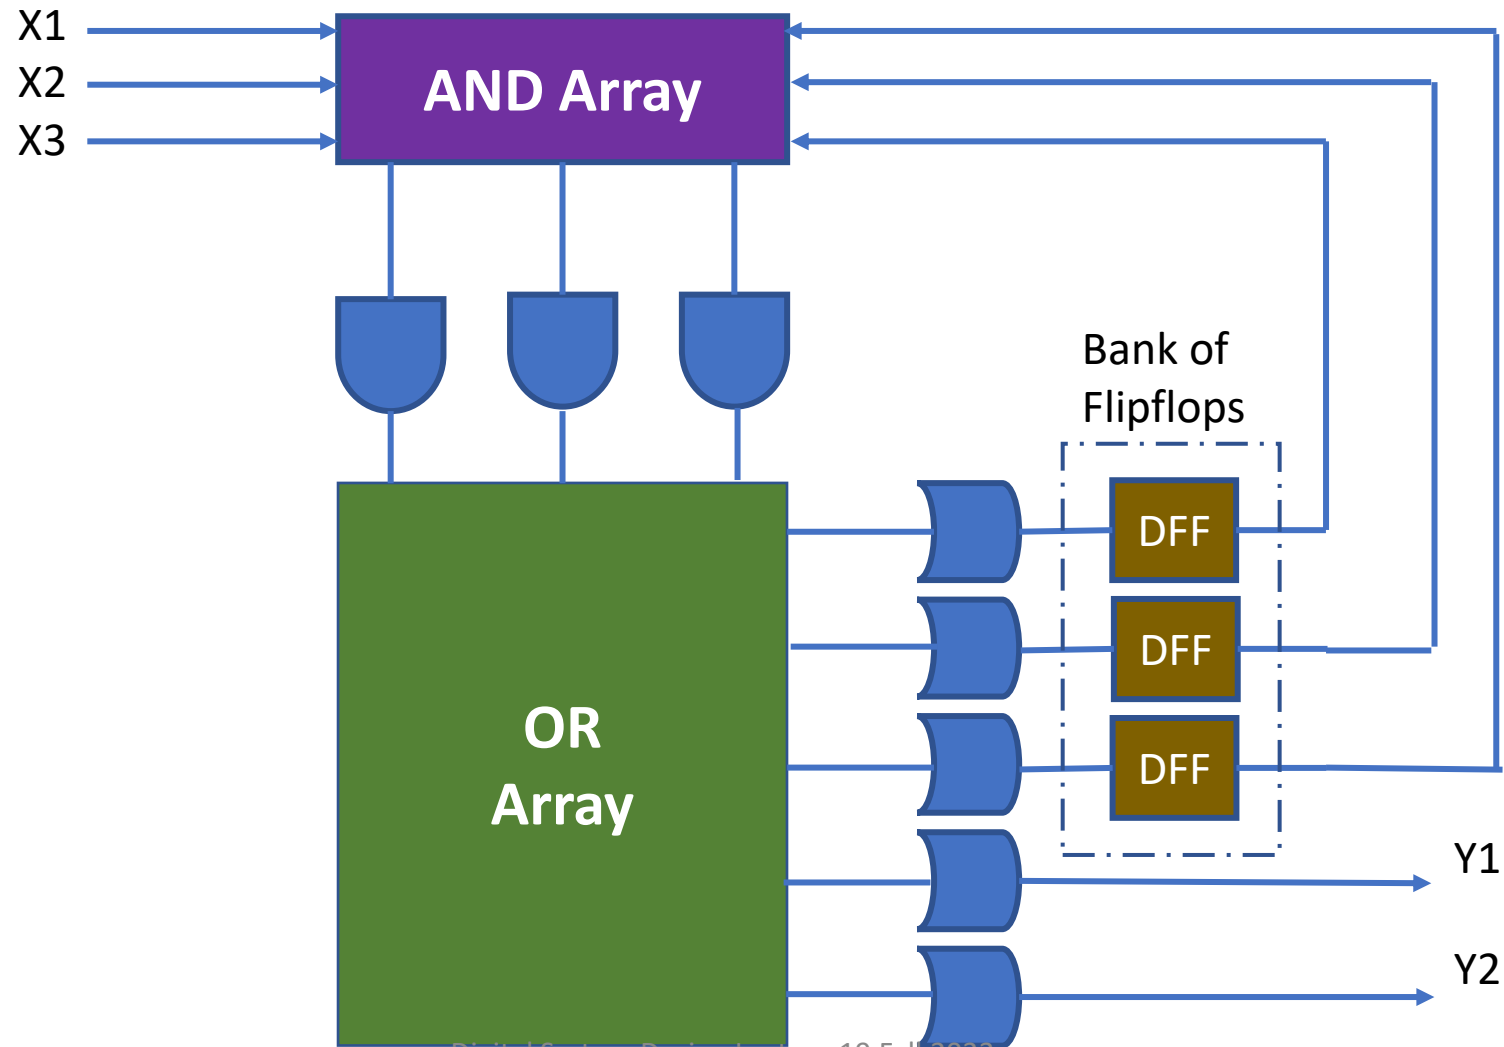 X1
X2
X3
AND Array
Bank of
Flipflops
DFF
DFF
DFF
OR
Array
Y1
Y2